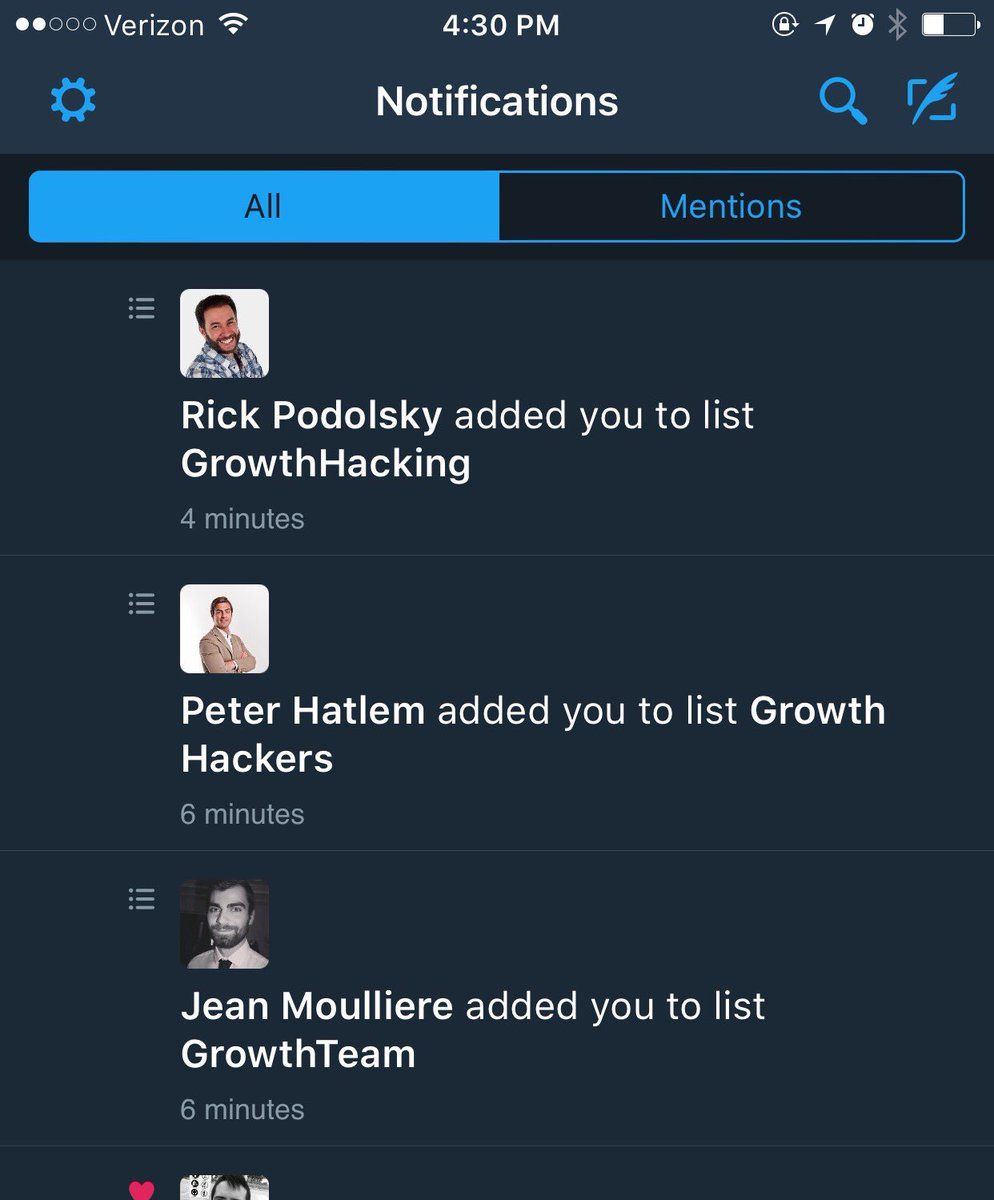 Verizon 4:30 PM
Notifications
All Mentions
Rick Podolsky added you to list
GrowthHacking
4 minutes
Peter Hatlem added you to list Growth
Hackers
6 minutes
Jean Moulliere added you to list
GrowthTeam
6 minutes